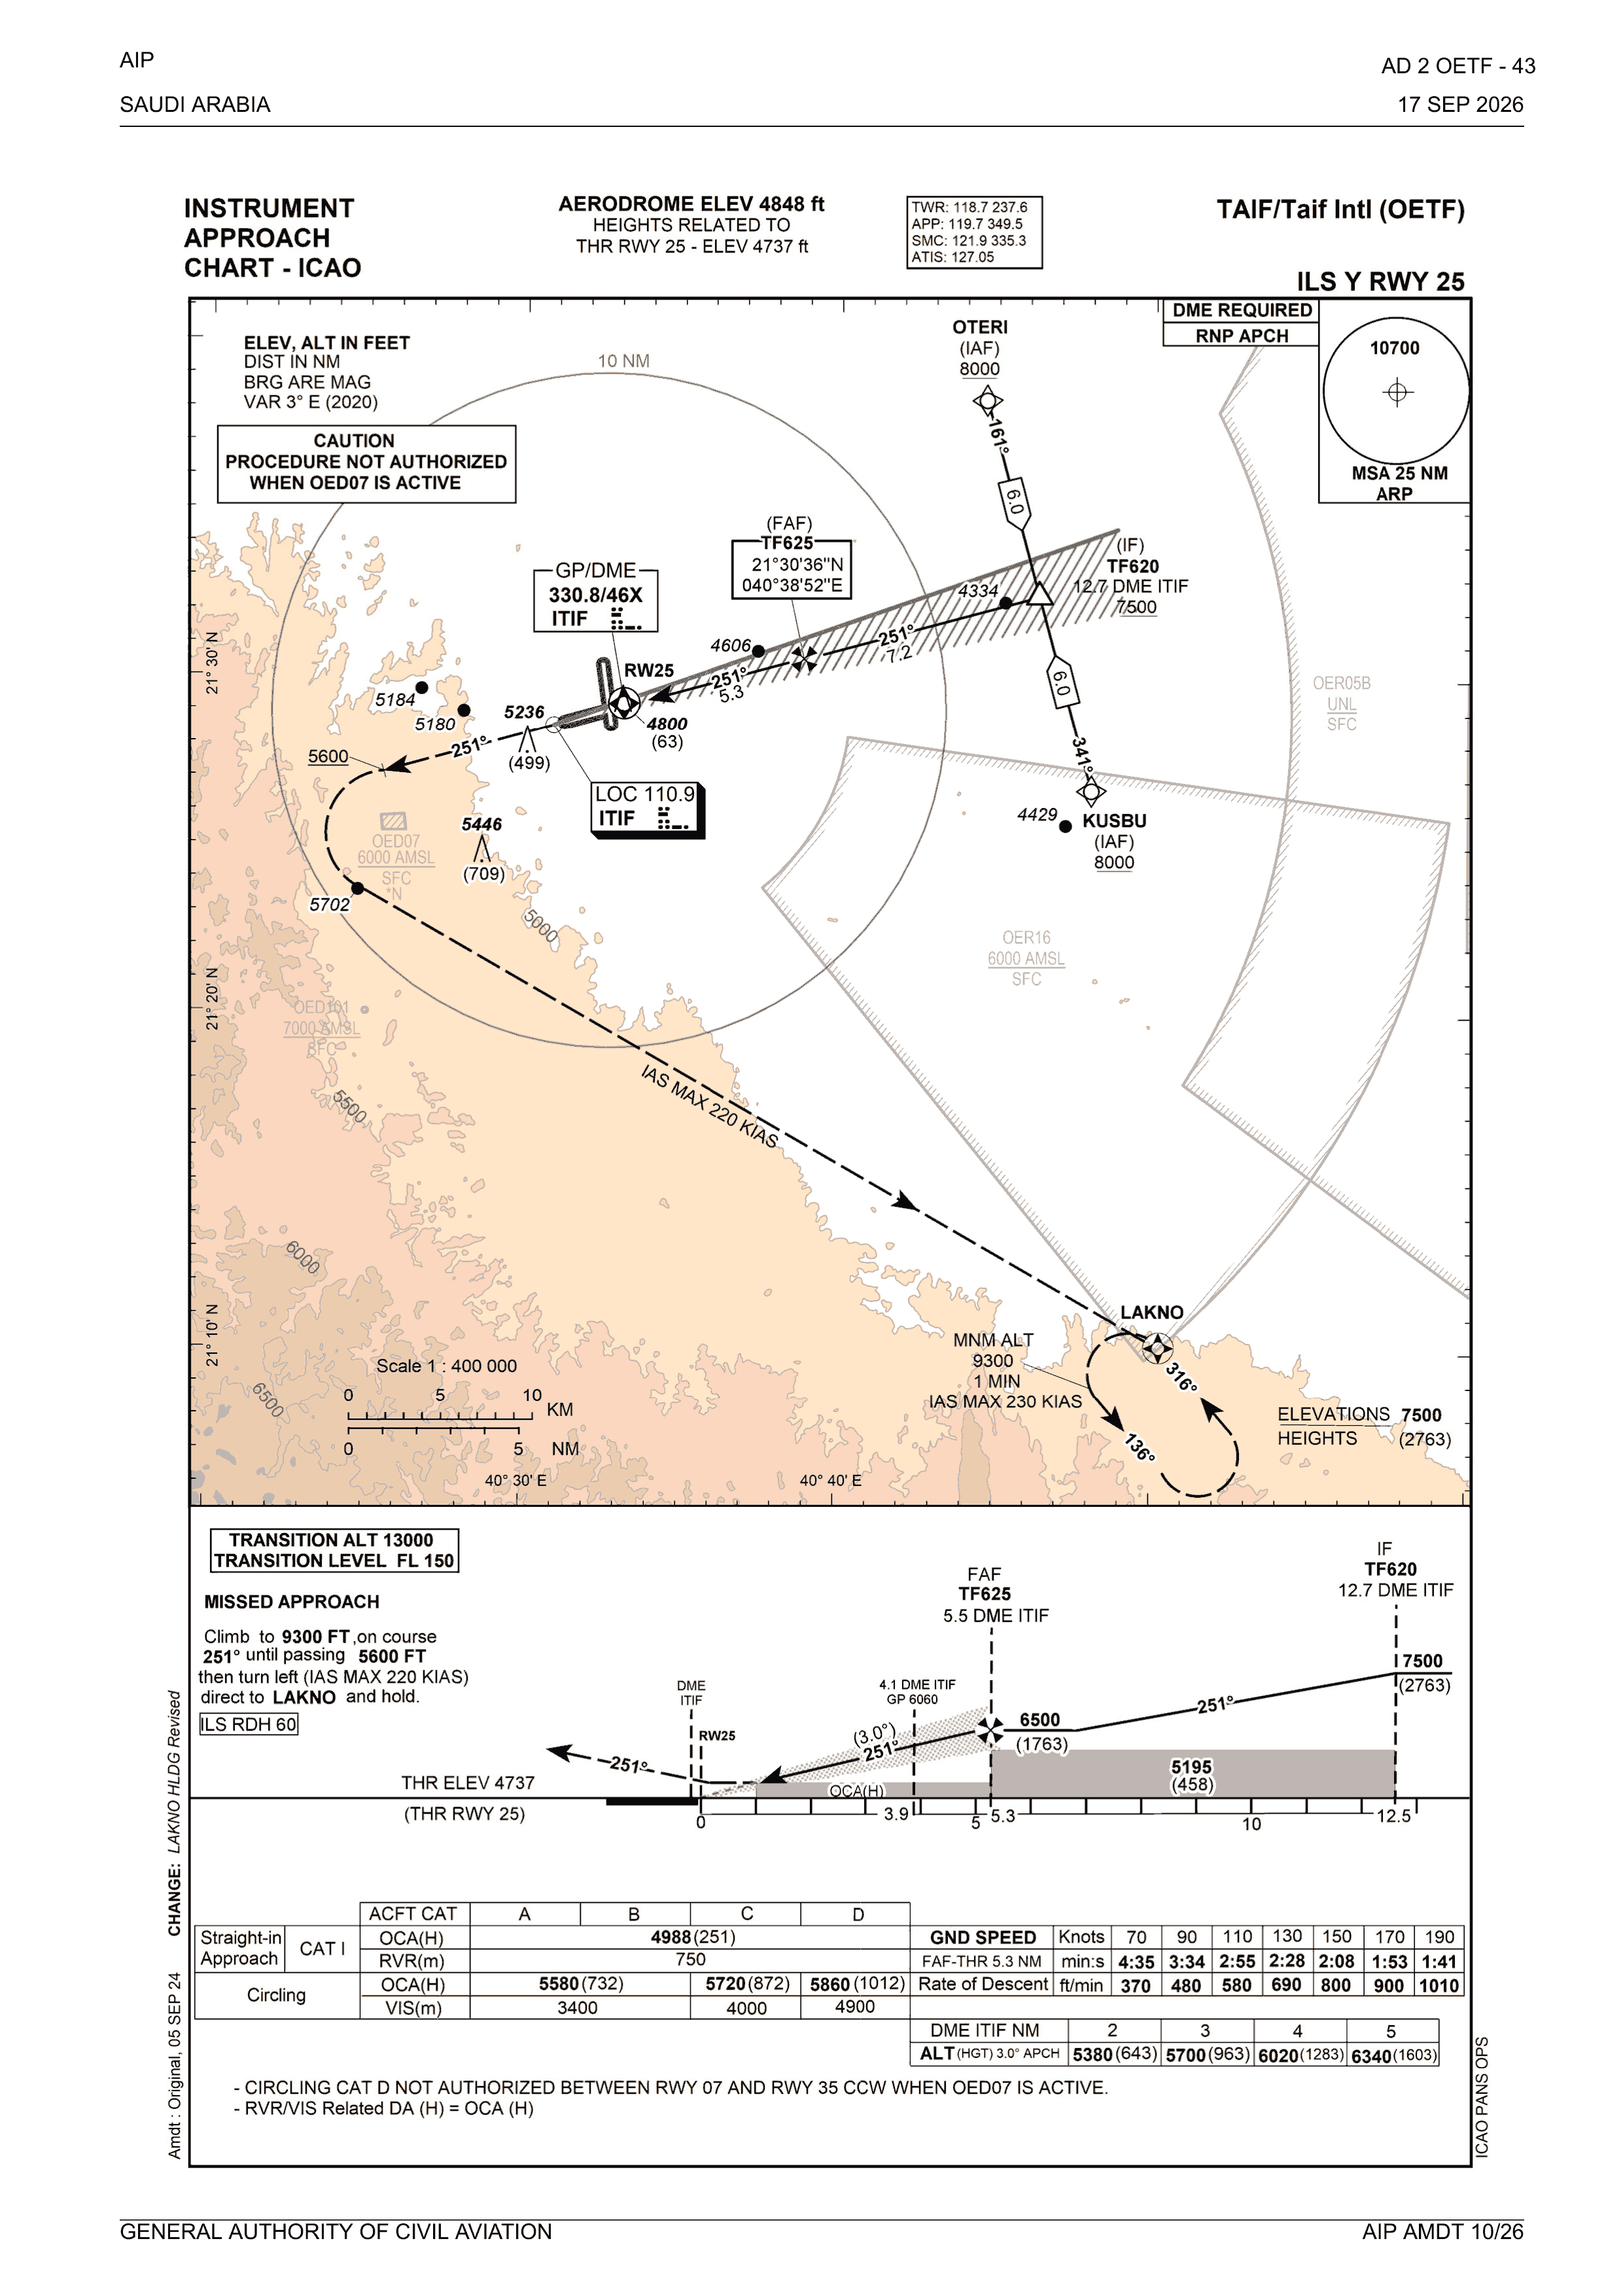 AIP
AD 2 OETF - 43
SAUDI ARABIA
17 SEP 2026
INSTRUMENT
APPROACH
CHART - ICAO
AERODROME ELEV 4848 ft
HEIGHTS RELATED TO
THR RWY 25 - ELEV 4737 ft
TWR: 118.7 237.6
APP: 119.7 349.5
SMC: 121.9 335.3
ATIS: 127.05
TAIF/Taif Intl (OETF)
ILS Y RWY 25
DME REQUIRED
RNP APCH
10700
MSA 25 NM
ARP
ELEV, ALT IN FEET
DIST IN NM
BRG ARE MAG
VAR 3° E (2020)
CAUTION
PROCEDURE NOT AUTHORIZED
WHEN OED07 IS ACTIVE
10 NM
OTERI
(IAF)
8000
161°
6.0
(FAF)
TF625
21°30'36"N
040°38'52"E
(IF)
TF620
12.7 DME ITIF
7500
GP/DME
330.8/46X
ITIF
4334
4606
251°
7.2
251°
5.3
RW25
4800
(63)
5184
5180
5236
(499)
251°
5600
LOC 110.9
ITIF
6.0
341°
KUSBU
(IAF)
8000
4429
OER05B
UNL
SFC
OED07
6000 AMSL
SFC
*N
5446
(709)
5702
5000
OER16
6000 AMSL
SFC
OED101
7000 AMSL
SFC
5500
6000
6500
IAS MAX 220 KIAS
LAKNO
MNM ALT
9300
1 MIN
IAS MAX 230 KIAS
316°
136°
ELEVATIONS 7500
HEIGHTS (2763)
Scale 1 : 400 000
0 5 10
KM
0 5 NM
21° 30' N
21° 20' N
21° 10' N
40° 30' E
40° 40' E
TRANSITION ALT 13000
TRANSITION LEVEL FL 150
MISSED APPROACH
Climb to 9300 FT, on course
251° until passing 5600 FT
then turn left (IAS MAX 220 KIAS)
direct to LAKNO and hold.
ILS RDH 60
IF
TF620
12.7 DME ITIF
FAF
TF625
5.5 DME ITIF
4.1 DME ITIF
GP 6060
DME
ITIF
RW25
7500
(2763)
251°
6500
(1763)
(3.0°)
251°
251°
5195
(458)
OCA(H)
THR ELEV 4737
(THR RWY 25)
0 3.9 5 5.3 10 12.5
ACFT CAT A B C D
Straight-in
Approach
CAT I
OCA(H) 4988(251)
RVR(m) 750
Circling
OCA(H) 5580(732) 5720(872) 5860(1012)
VIS(m) 3400 4000 4900
GND SPEED Knots 70 90 110 130 150 170 190
FAF-THR 5.3 NM min:s 4:35 3:34 2:55 2:28 2:08 1:53 1:41
Rate of Descent ft/min 370 480 580 690 800 900 1010
DME ITIF NM 2 3 4 5
ALT (HGT) 3.0° APCH 5380(643) 5700(963) 6020(1283) 6340(1603)
- CIRCLING CAT D NOT AUTHORIZED BETWEEN RWY 07 AND RWY 35 CCW WHEN OED07 IS ACTIVE.
- RVR/VIS Related DA (H) = OCA (H)
CHANGE: LAKNO HLDG Revised
Amdt : Original, 05 SEP 24
ICAO PANS OPS
GENERAL AUTHORITY OF CIVIL AVIATION
AIP AMDT 10/26